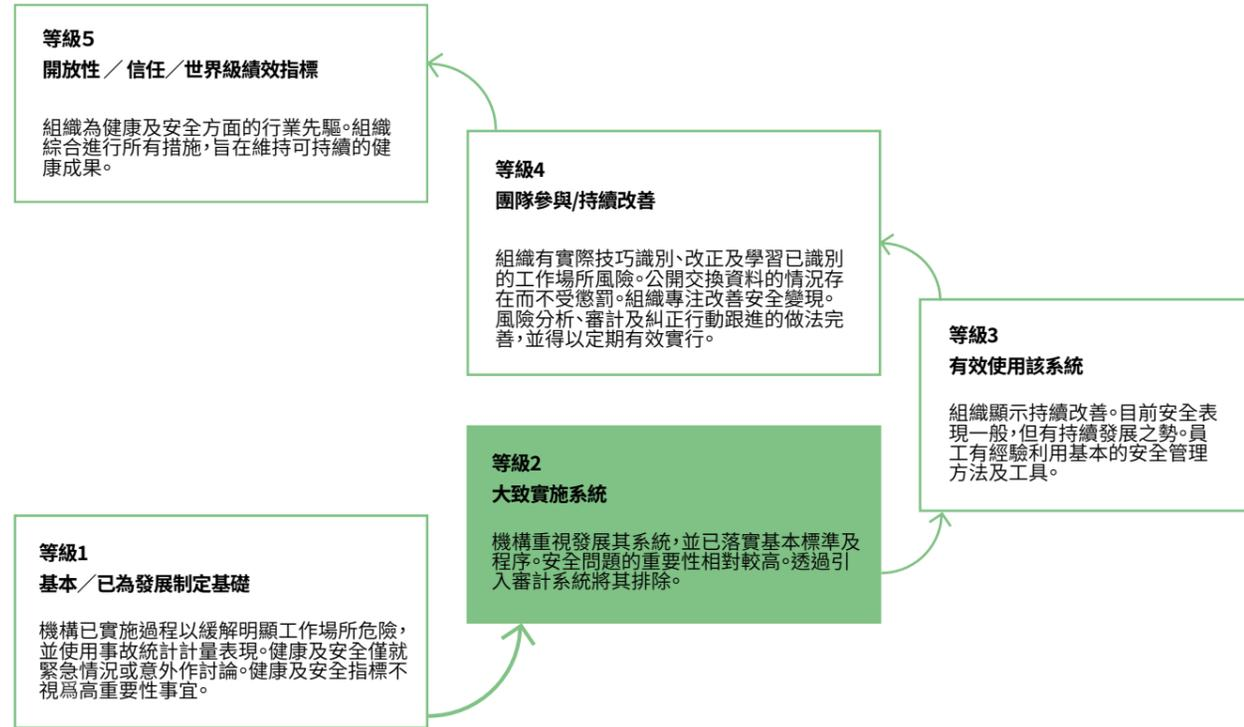 等級5
開放性／信任／世界級績效指標
組織為健康及安全方面的行業先驅。組織
綜合進行所有措施，旨在維持可持續的健
康成果。
等級4
團隊參與/持續改善
組織有實際技巧識別、改正及學習已識別
的工作場所風險。公開交換資料的情況存
在而不受懲罰。組織專注改善安全變現。
風險分析、審計及糾正行動跟進的做法完
善，並得以定期有效實行。
等級3
有效使用該系統
組織顯示持續改善。目前安全表
現一般，但有持續發展之勢。員
工有經驗利用基本的安全管理
方法及工具。
等級2
大致實施系統
機構重視發展其系統，並已落實基本標準及
程序。安全問題的重要性相對較高。透過引
入審計系統將其排除。
等級1
基本／已為發展制定基礎
機構已實施過程以緩解明顯工作場所危險，
並使用事故統計計量表現。健康及安全僅就
緊急情況或意外作討論。健康及安全指標不
視爲高重要性事宜。